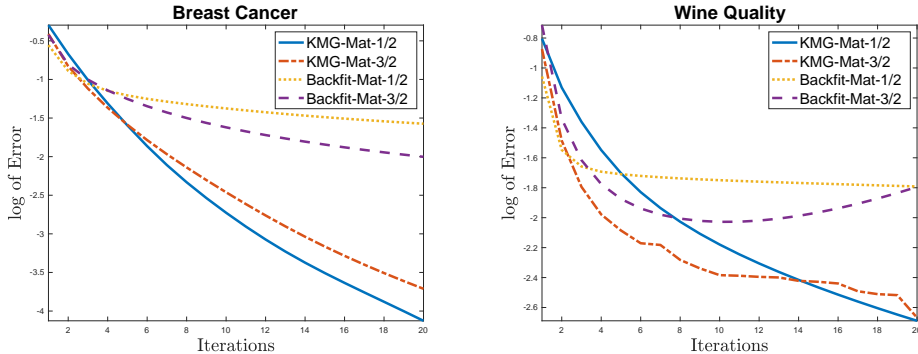 Breast Cancer
-0.5
-1
-1.5
-2
-2.5
-3
-3.5
-4
log of Error
2 4 6 8 10 12 14 16 18 20
Iterations
KMG-Mat-1/2
KMG-Mat-3/2
Backfit-Mat-1/2
Backfit-Mat-3/2
Wine Quality
-0.8
-1
-1.2
-1.4
-1.6
-1.8
-2
-2.2
-2.4
-2.6
log of Error
2 4 6 8 10 12 14 16 18 20
Iterations
KMG-Mat-1/2
KMG-Mat-3/2
Backfit-Mat-1/2
Backfit-Mat-3/2